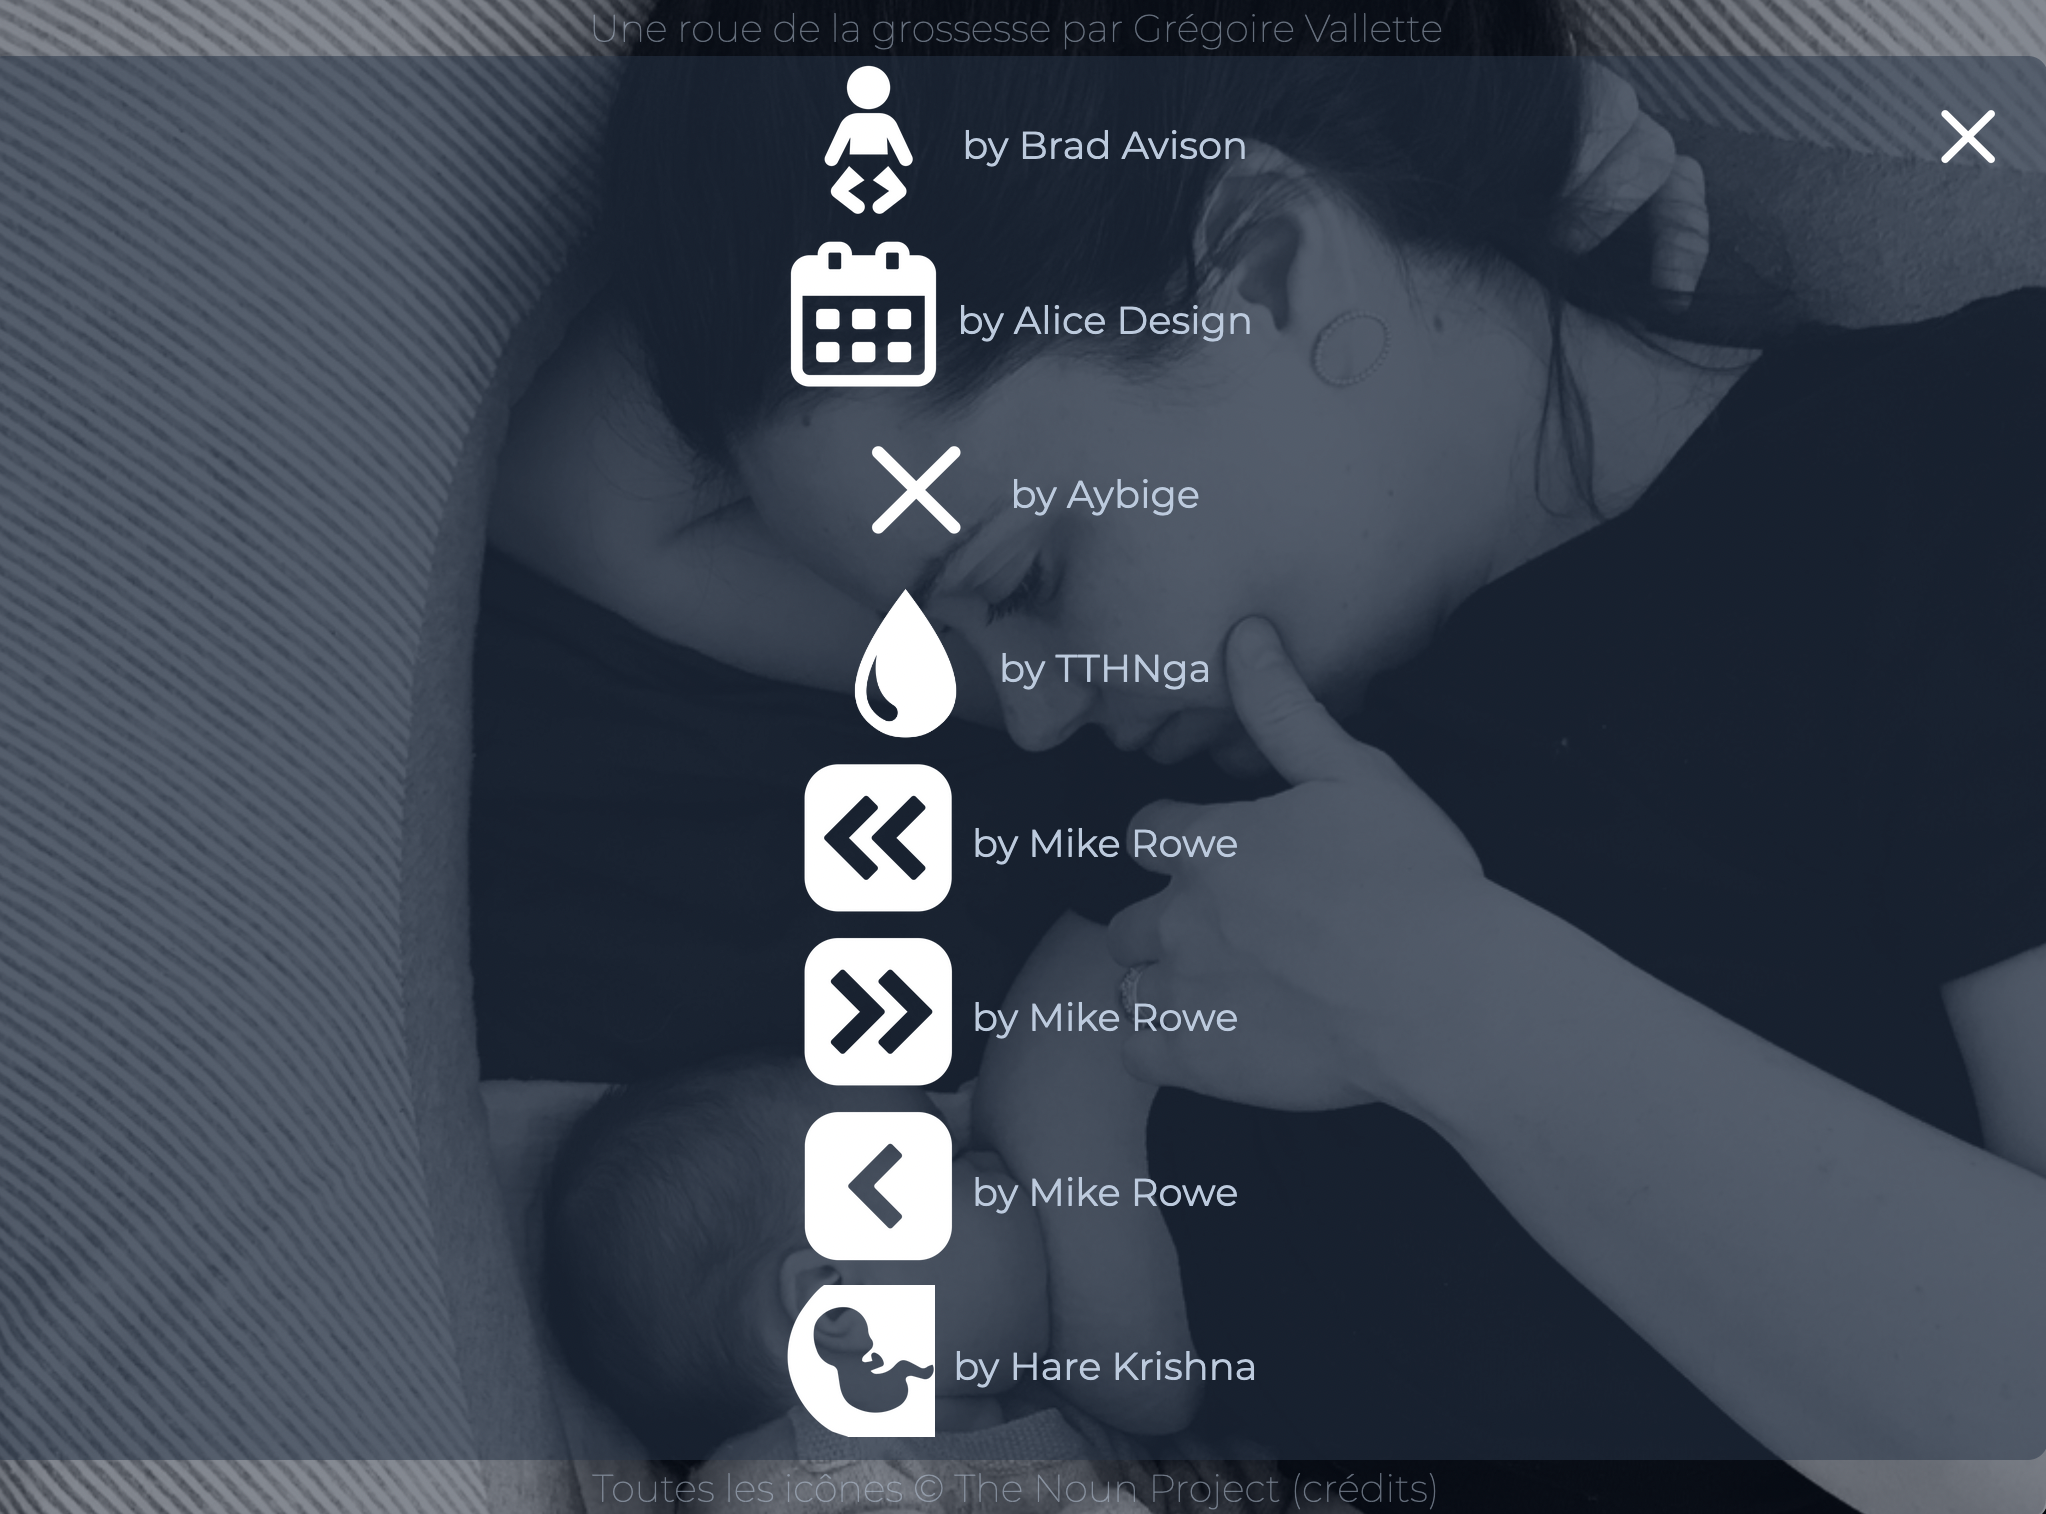 Une roue de la grossesse par Grégoire Vallette
by Brad Avison
by Alice Design
by Aybige
by TTHNga
by Mike Rowe
by Mike Rowe
by Mike Rowe
by Hare Krishna
Toutes les icônes © The Noun Project (crédits)